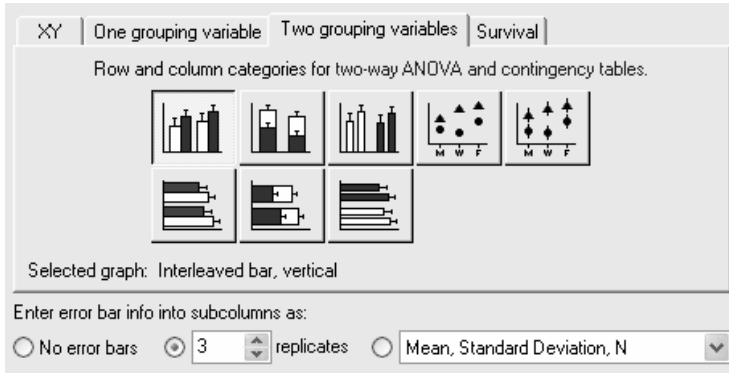 XY One grouping variable Two grouping variables Survival
Row and column categories for two-way ANOVA and contingency tables.
M W F M W F
Selected graph: Interleaved bar, vertical
Enter error bar info into subcolumns as:
No error bars 3 replicates Mean, Standard Deviation, N